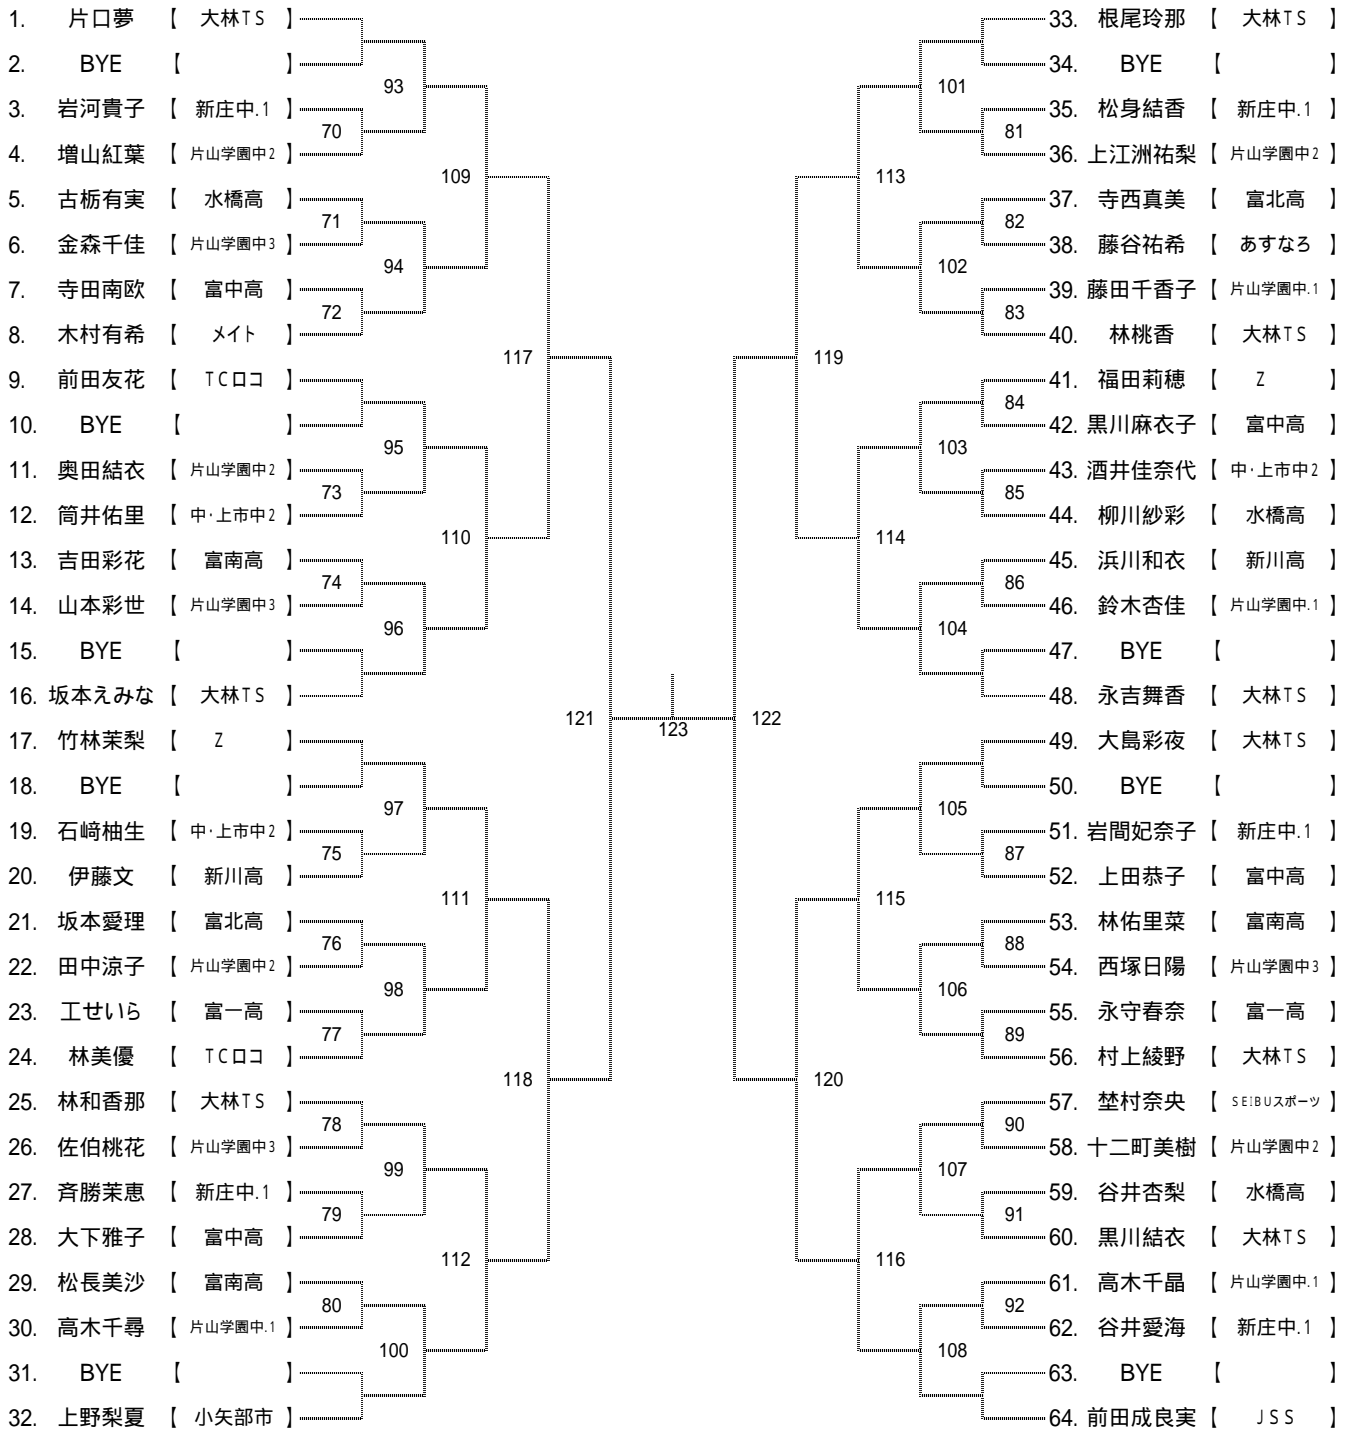 1. 片口夢 【 大林TS 】
2. BYE 【 】
93
3. 岩河貴子 【 新庄中.1 】
70
4. 増山紅葉 【 片山学園中2 】
109
5. 古栃有実 【 水橋高 】
71
6. 金森千佳 【 片山学園中3 】
94
7. 寺田南欧 【 富中高 】
72
8. 木村有希 【 メイト 】
117
9. 前田友花 【 TCロコ 】
10. BYE 【 】
95
11. 奥田結衣 【 片山学園中2 】
73
12. 筒井佑里 【 中・上市中2 】
110
13. 吉田彩花 【 富南高 】
74
14. 山本彩世 【 片山学園中3 】
96
15. BYE 【 】
16. 坂本えみな 【 大林TS 】
121
17. 竹林茉梨 【 Z 】
18. BYE 【 】
97
19. 石﨑柚生 【 中・上市中2 】
75
20. 伊藤文 【 新川高 】
111
21. 坂本愛理 【 富北高 】
76
22. 田中涼子 【 片山学園中2 】
98
23. 工せいら 【 富一高 】
77
24. 林美優 【 TCロコ 】
118
25. 林和香那 【 大林TS 】
78
26. 佐伯桃花 【 片山学園中3 】
99
27. 斉勝茉恵 【 新庄中.1 】
79
28. 大下雅子 【 富中高 】
112
29. 松長美沙 【 富南高 】
80
30. 高木千尋 【 片山学園中.1 】
100
31. BYE 【 】
32. 上野梨夏 【 小矢部市 】
123
33. 根尾玲那 【 大林TS 】
34. BYE 【 】
101
35. 松身結香 【 新庄中.1 】
81
36. 上江洲祐梨 【 片山学園中2 】
113
37. 寺西真美 【 富北高 】
82
38. 藤谷祐希 【 あすなろ 】
102
39. 藤田千香子 【 片山学園中.1 】
83
40. 林桃香 【 大林TS 】
119
41. 福田莉穂 【 Z 】
84
42. 黒川麻衣子 【 富中高 】
103
43. 酒井佳奈代 【 中・上市中2 】
85
44. 柳川紗彩 【 水橋高 】
114
45. 浜川和衣 【 新川高 】
86
46. 鈴木杏佳 【 片山学園中.1 】
104
47. BYE 【 】
48. 永吉舞香 【 大林TS 】
122
49. 大島彩夜 【 大林TS 】
50. BYE 【 】
105
51. 岩間妃奈子 【 新庄中.1 】
87
52. 上田恭子 【 富中高 】
115
53. 林佑里菜 【 富南高 】
88
54. 西塚日陽 【 片山学園中3 】
106
55. 永守春奈 【 富一高 】
89
56. 村上綾野 【 大林TS 】
120
57. 埜村奈央 【 SEIBUスポーツ 】
90
58. 十二町美樹 【 片山学園中2 】
107
59. 谷井杏梨 【 水橋高 】
91
60. 黒川結衣 【 大林TS 】
116
61. 高木千晶 【 片山学園中.1 】
92
62. 谷井愛海 【 新庄中.1 】
108
63. BYE 【 】
64. 前田成良実 【 JSS 】